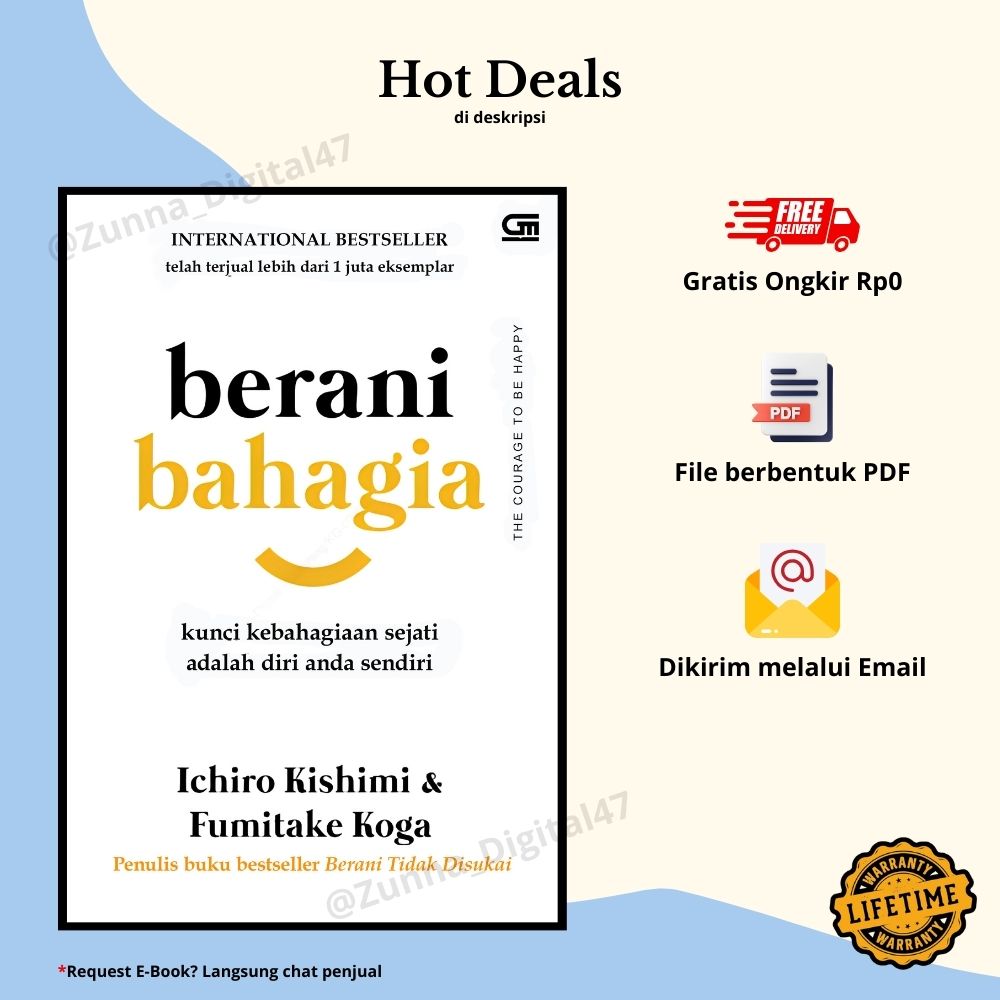 Hot Deals
di deskripsi
@Zunna_Digital47
GM
INTERNATIONAL BESTSELLER
telah terjual lebih dari 1 juta eksemplar
berani
bahagia
THE COURAGE TO BE HAPPY
kunci kebahagiaan sejati
adalah diri anda sendiri
Ichiro Kishimi &
Fumitake Koga
Penulis buku bestseller Berani Tidak Disukai
@Zunna_Digital47
FREE
DELIVERY
Gratis Ongkir Rp0
PDF
File berbentuk PDF
@
Dikirim melalui Email
WARRANTY
LIFETIME
WARRANTY
*Request E-Book? Langsung chat penjual